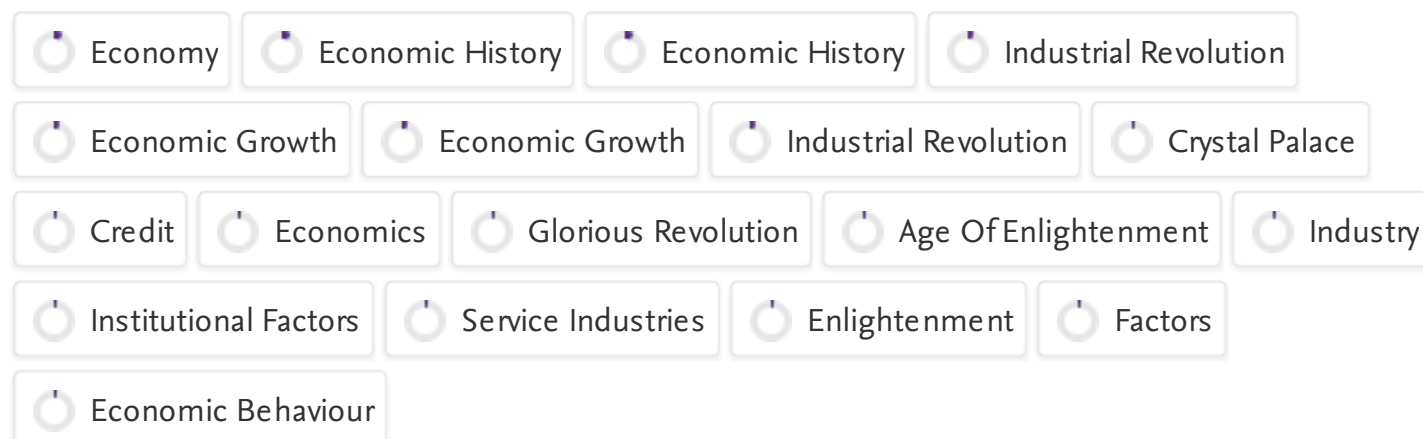 Economy Economic History Economic History Industrial Revolution
Economic Growth Economic Growth Industrial Revolution Crystal Palace
Credit Economics Glorious Revolution Age Of Enlightenment Industry
Institutional Factors Service Industries Enlightenment Factors
Economic Behaviour